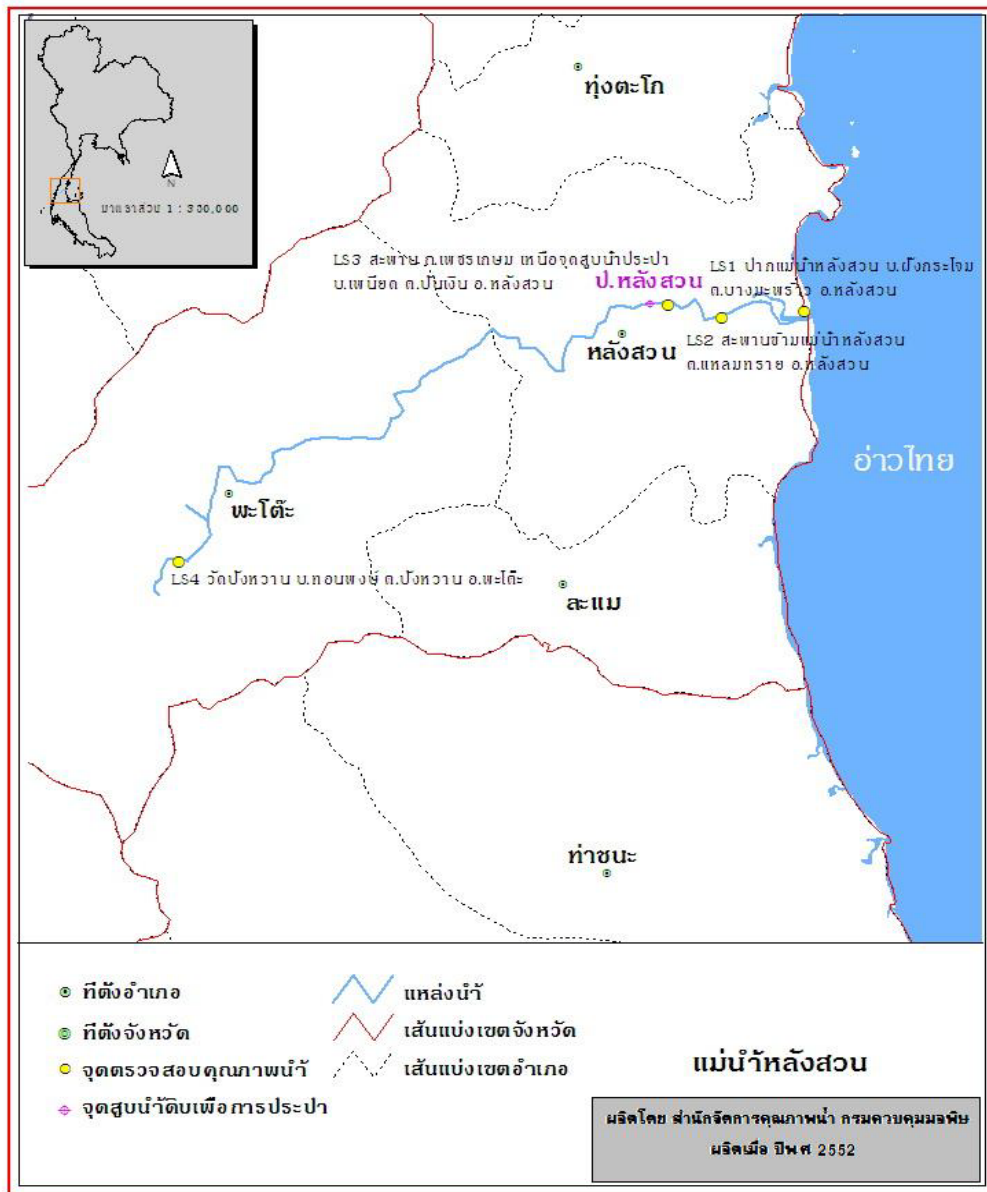 N
มาตราส่วน 1 : 300,000
ทุ่งตะโก
LS3 สะพาน ถ.เพชรเกษม เหนือจุดสูบน้ำประปา
บ.เพนียด ต.ขันเงิน อ.หลังสวน
ป.หลังสวน
LS1 ปากแม่น้ำหลังสวน บ.ฝั่งกระโจม
ต.บางมะพร้าว อ.หลังสวน
หลังสวน
LS2 สะพานข้ามแม่น้ำหลังสวน
ต.แหลมทราย อ.หลังสวน
อ่าวไทย
พะโต๊ะ
LS4 วัดปังหวาน บ.ทอนพงษ์ ต.ปังหวาน อ.พะโต๊ะ
ละแม
ท่าชนะ
ที่ตั้งอำเภอ
ที่ตั้งจังหวัด
จุดตรวจสอบคุณภาพน้ำ
จุดสูบน้ำดิบเพื่อการประปา
แหล่งน้ำ
เส้นแบ่งเขตจังหวัด
เส้นแบ่งเขตอำเภอ
แม่น้ำหลังสวน
ผลิตโดย สำนักจัดการคุณภาพน้ำ กรมควบคุมมลพิษ
ผลิตเมื่อ ปีพ.ศ 2552